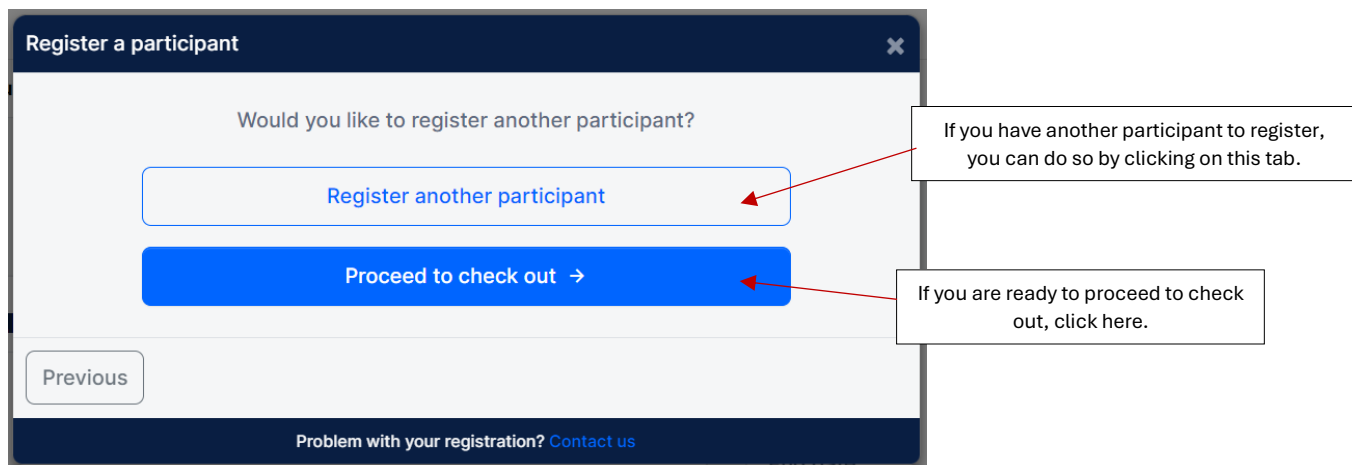 Register a participant
Would you like to register another participant?
If you have another participant to register,
you can do so by clicking on this tab.
Register another participant
Proceed to check out →
If you are ready to proceed to check
out, click here.
Previous
Problem with your registration? Contact us